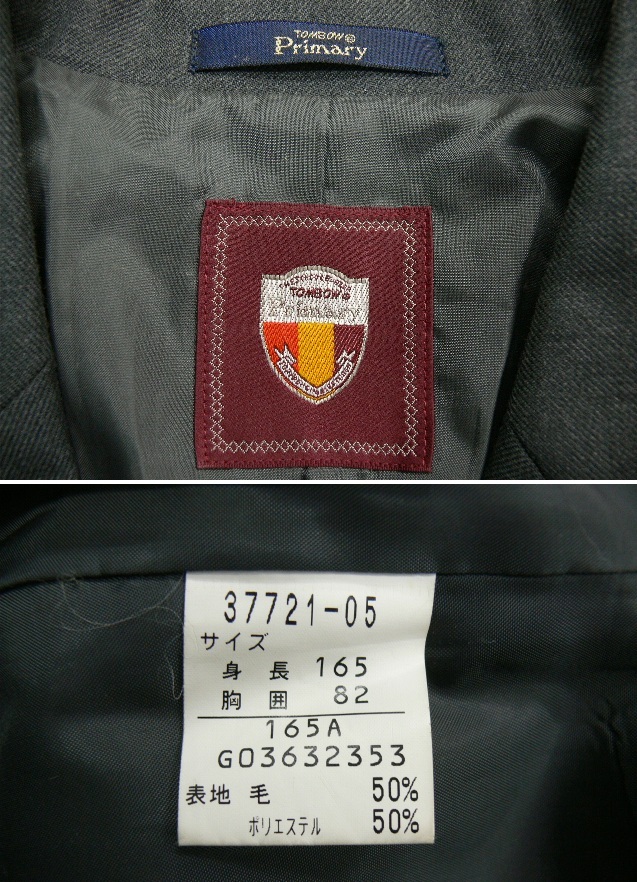 TOMBOW®
Primary
TOMBOW®
Primary
37721-05
サイズ
身長 165
胸囲 82
165A
G03632353
表地 毛 50%
ポリエステル 50%